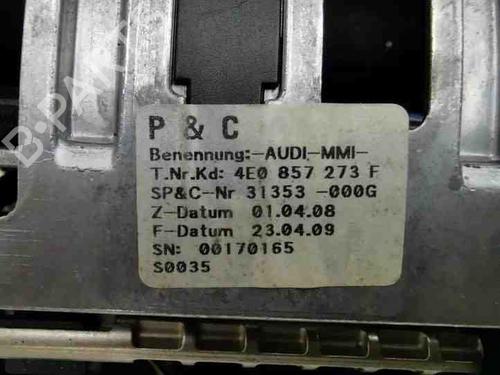 B-PARTS
P & C
Benennung:-AUDI,-MMI-
T.Nr.Kd: 4E0 857 273 F
SP&C-Nr 31353 -000G
Z-Datum 01.04.08
F-Datum 23.04.09
SN: 00170165
S0035